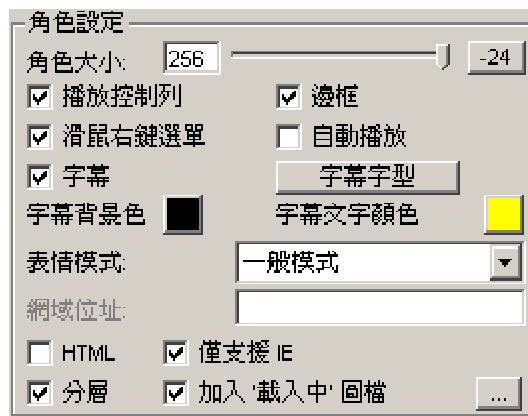 角色設定
角色大小: 256 -24
播放控制列 邊框
滑鼠右鍵選單 自動播放
字幕 字幕字型
字幕背景色 字幕文字顏色
表情模式: 一般模式
網域位址:
HTML 僅支援 IE
分層 加入 '載入中' 圖檔 ...